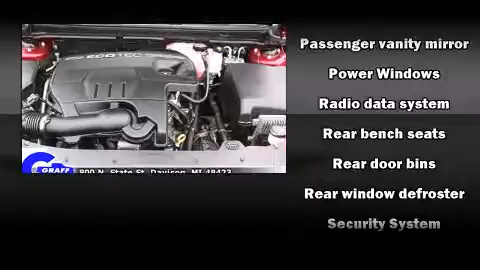 ECOTEC
GRAFF
800 N. State St. Davison, MI 48423
Passenger vanity mirror
Power Windows
Radio data system
Rear bench seats
Rear door bins
Rear window defroster
Security System